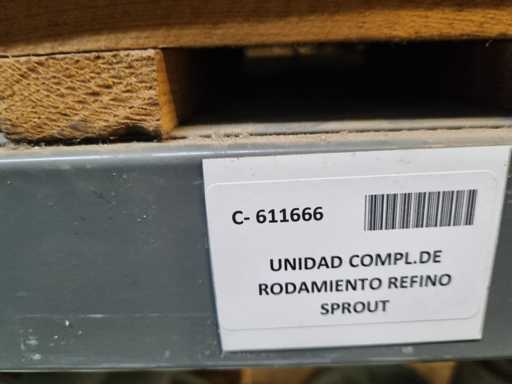 C- 611666
UNIDAD COMPL.DE
RODAMIENTO REFINO
SPROUT